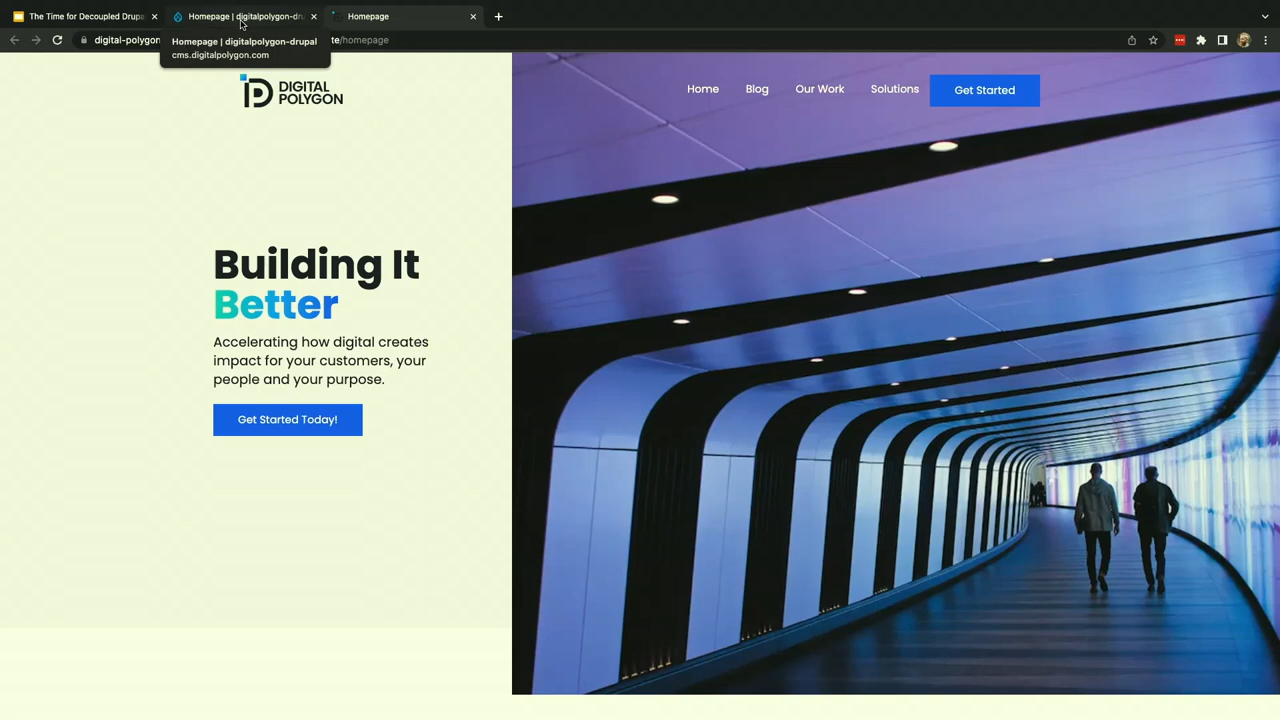 The Time for Decoupled Drupa
Homepage | digitalpolygon-dru
Homepage
digital-polygon
te/homepage
Homepage | digitalpolygon-drupal
cms.digitalpolygon.com
DIGITAL
POLYGON
Home
Blog
Our Work
Solutions
Get Started
Building It
Better
Accelerating how digital creates
impact for your customers, your
people and your purpose.
Get Started Today!